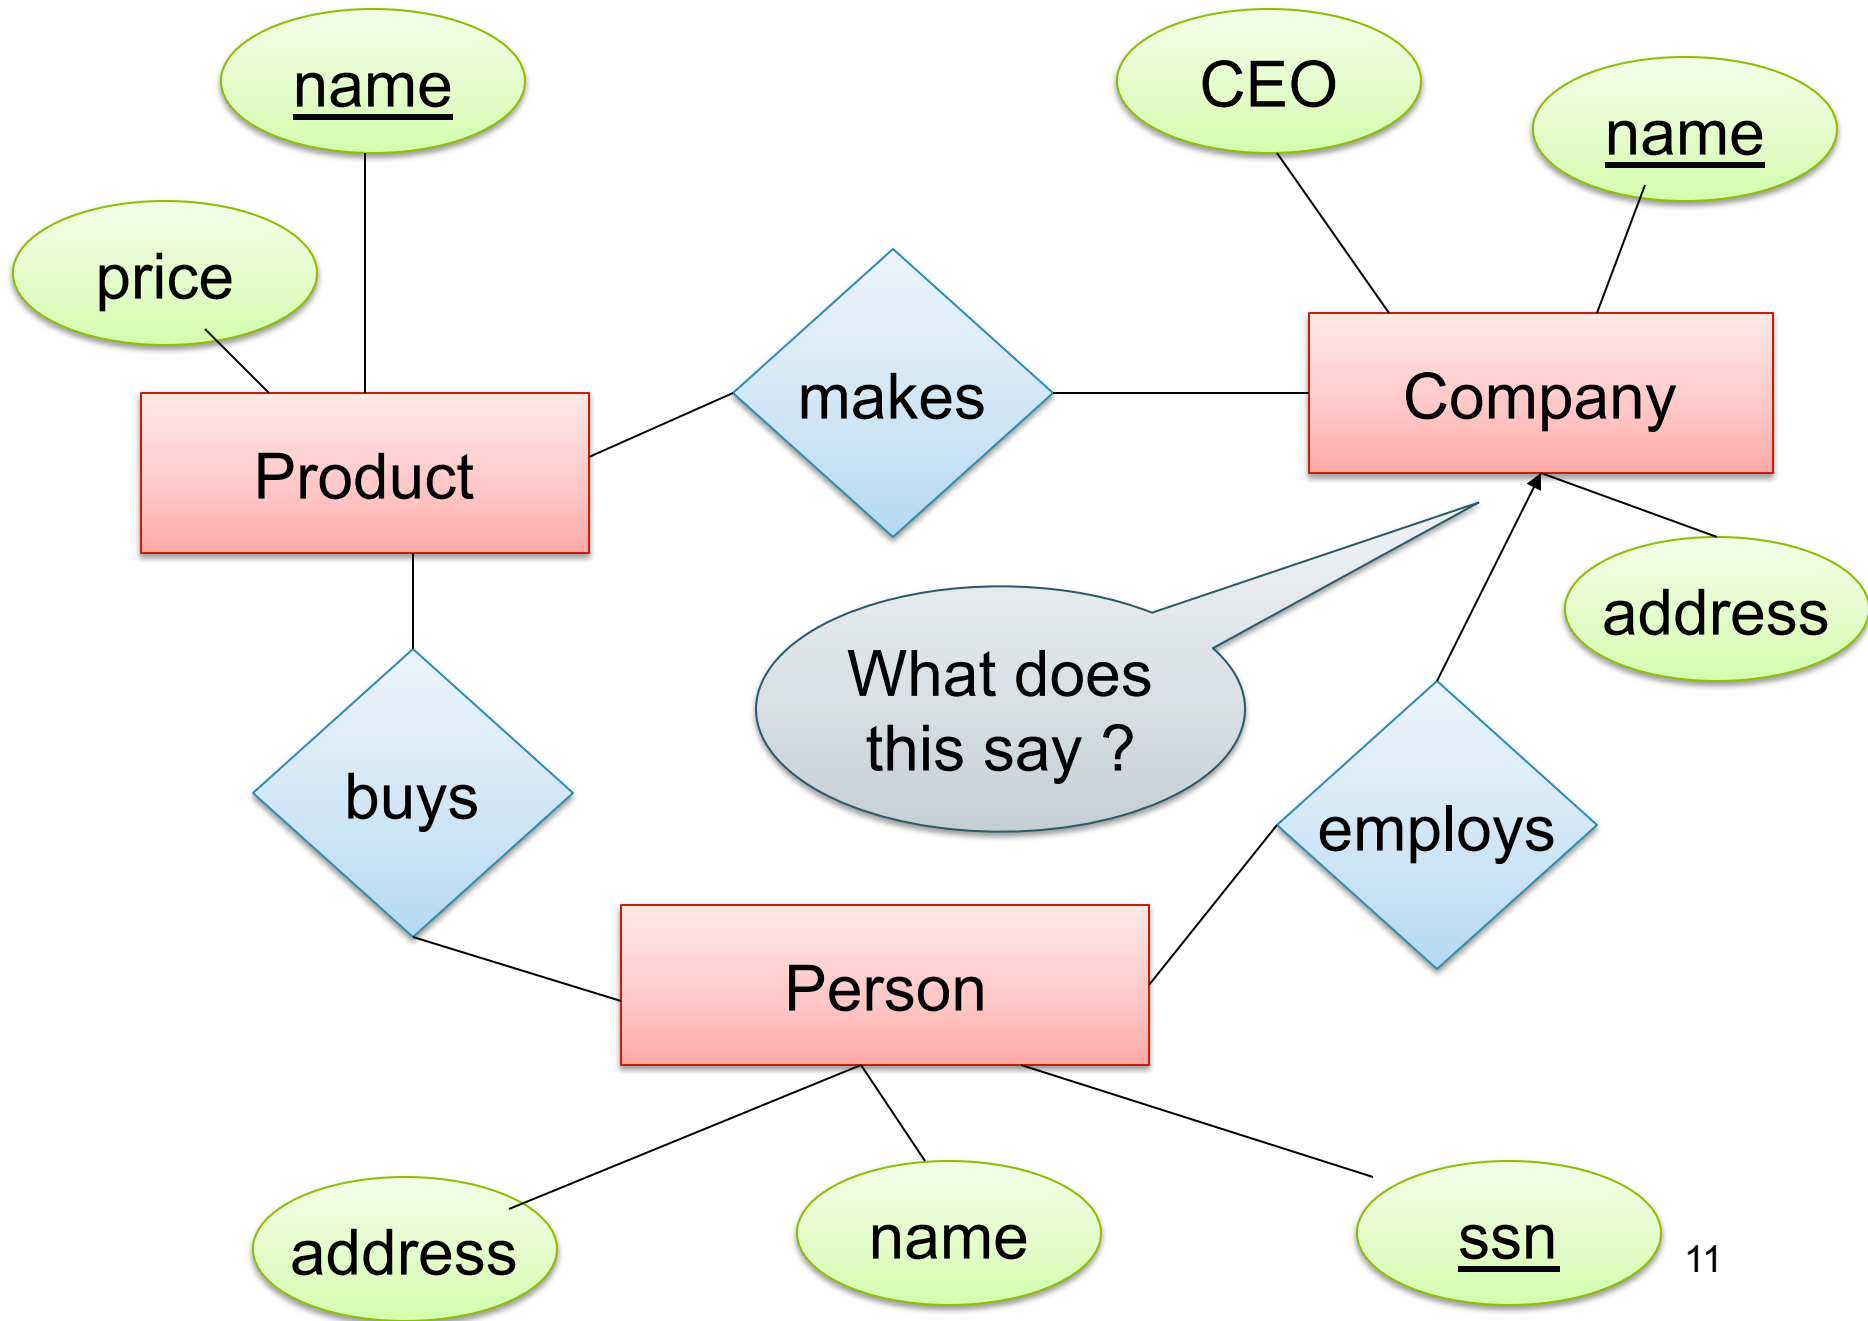 name
CEO
name
price
makes
Company
Product
address
What does
this say ?
buys
employs
Person
address
name
ssn
11